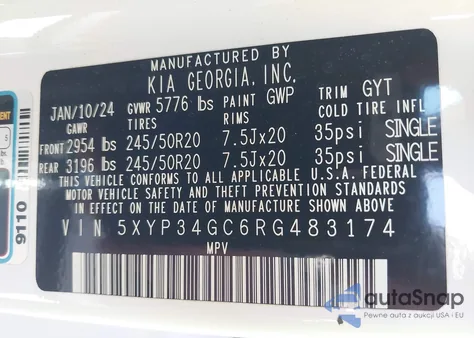 MANUFACTURED BY
KIA GEORGIA, INC.
JAN/10/24 GVWR 5776 lbs PAINT GWP TRIM GYT
GAWR TIRES RIMS COLD TIRE INFL
FRONT 2954 lbs 245/50R20 7.5Jx20 35psi SINGLE
REAR 3196 lbs 245/50R20 7.5Jx20 35psi SINGLE
THIS VEHICLE CONFORMS TO ALL APPLICABLE U.S.A. FEDERAL
MOTOR VEHICLE SAFETY AND THEFT PREVENTION STANDARDS
IN EFFECT ON THE DATE OF MANUFACTURE SHOWN ABOVE.
VIN 5XYP34GC6RG483174
MPV
9110
5
autoSnap
Pewne auta z aukcji USA i EU